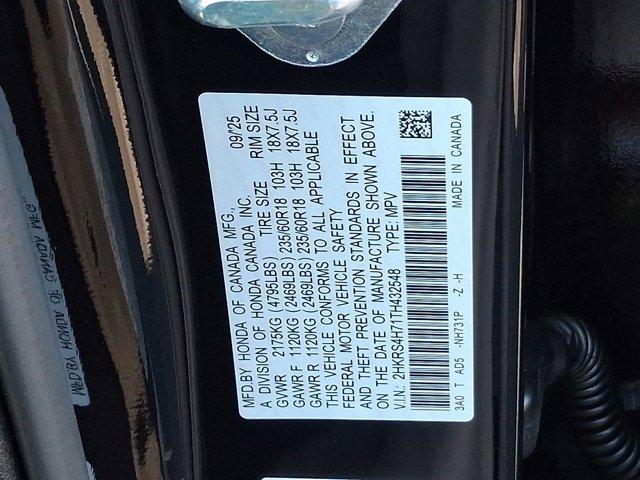 MFD.BY HONDA OF CANADA MFG., 09/25
A DIVISION OF HONDA CANADA INC.
TIRE SIZE RIM SIZE
GVWR 2175KG (4795LBS)
GAWR F 1120KG (2469LBS) 235/60R18 103H 18X7.5J
GAWR R 1120KG (2469LBS) 235/60R18 103H 18X7.5J
THIS VEHICLE CONFORMS TO ALL APPLICABLE
FEDERAL MOTOR VEHICLE SAFETY
AND THEFT PREVENTION STANDARDS IN EFFECT
ON THE DATE OF MANUFACTURE SHOWN ABOVE.
V.I.N.: 2HKRS4H71TH432548 TYPE: MPV
3A0 T AD5 -NH731P -Z -H MADE IN CANADA